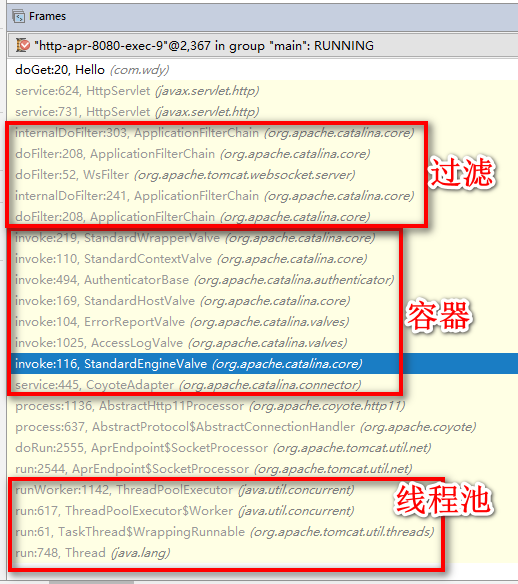 Frames
"http-apr-8080-exec-9"@2,367 in group "main": RUNNING
doGet:20, Hello (com.wdy)
service:624, HttpServlet (javax.servlet.http)
service:731, HttpServlet (javax.servlet.http)
internalDoFilter:303, ApplicationFilterChain (org.apache.catalina.core)
doFilter:208, ApplicationFilterChain (org.apache.catalina.core)
doFilter:52, WsFilter (org.apache.tomcat.websocket.server)
internalDoFilter:241, ApplicationFilterChain (org.apache.catalina.core)
doFilter:208, ApplicationFilterChain (org.apache.catalina.core)
过滤
invoke:219, StandardWrapperValve (org.apache.catalina.core)
invoke:110, StandardContextValve (org.apache.catalina.core)
invoke:494, AuthenticatorBase (org.apache.catalina.authenticator)
invoke:169, StandardHostValve (org.apache.catalina.core)
invoke:104, ErrorReportValve (org.apache.catalina.valves)
invoke:1025, AccessLogValve (org.apache.catalina.valves)
invoke:116, StandardEngineValve (org.apache.catalina.core)
service:445, CoyoteAdapter (org.apache.catalina.connector)
容器
process:1136, AbstractHttp11Processor (org.apache.coyote.http11)
process:637, AbstractProtocol$AbstractConnectionHandler (org.apache.coyote)
doRun:2555, AprEndpoint$SocketProcessor (org.apache.tomcat.util.net)
run:2544, AprEndpoint$SocketProcessor (org.apache.tomcat.util.net)
runWorker:1142, ThreadPoolExecutor (java.util.concurrent)
run:617, ThreadPoolExecutor$Worker (java.util.concurrent)
run:61, TaskThread$WrappingRunnable (org.apache.tomcat.util.threads)
run:748, Thread (java.lang)
线程池